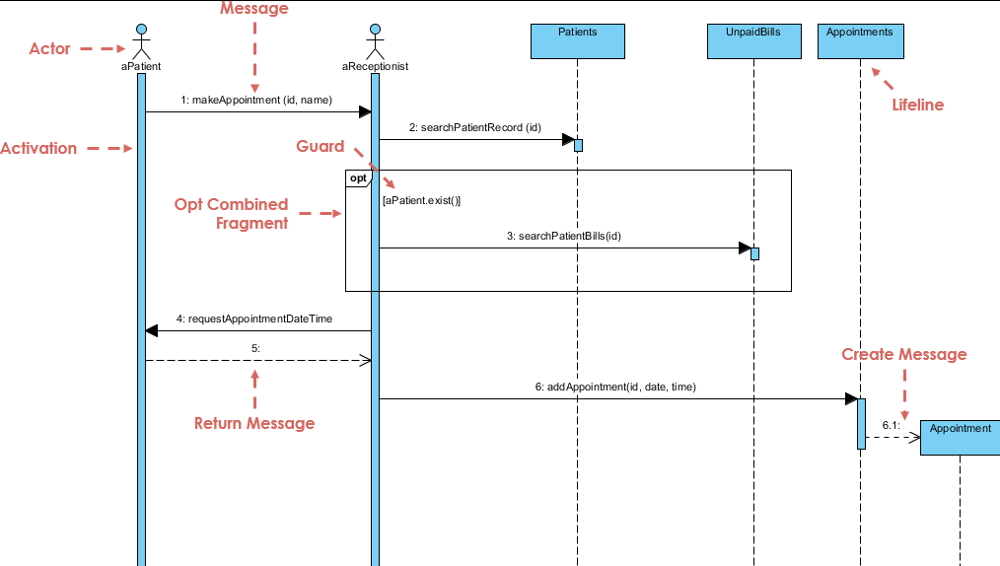 Message
Actor
aPatient
aReceptionist
Patients
UnpaidBills
Appointments
Lifeline
1: makeAppointment (id, name)
2: searchPatientRecord (id)
Activation
Guard
opt
[aPatient.exist()]
Opt Combined
Fragment
3: searchPatientBills(id)
4: requestAppointmentDateTime
5:
Return Message
Create Message
6: addAppointment(id, date, time)
6.1:
Appointment